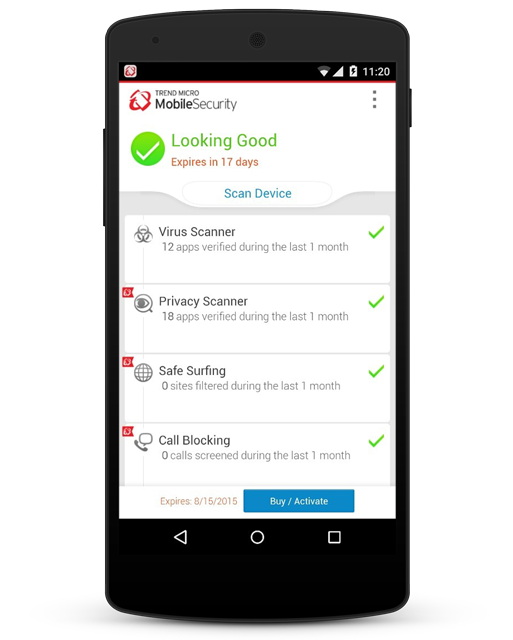 11:20
TREND MICRO
MobileSecurity
Looking Good
Expires in 17 days
Scan Device
Virus Scanner
12 apps verified during the last 1 month
Privacy Scanner
18 apps verified during the last 1 month
Safe Surfing
0 sites filtered during the last 1 month
Call Blocking
0 calls screened during the last 1 month
Expires: 8/15/2015 Buy / Activate